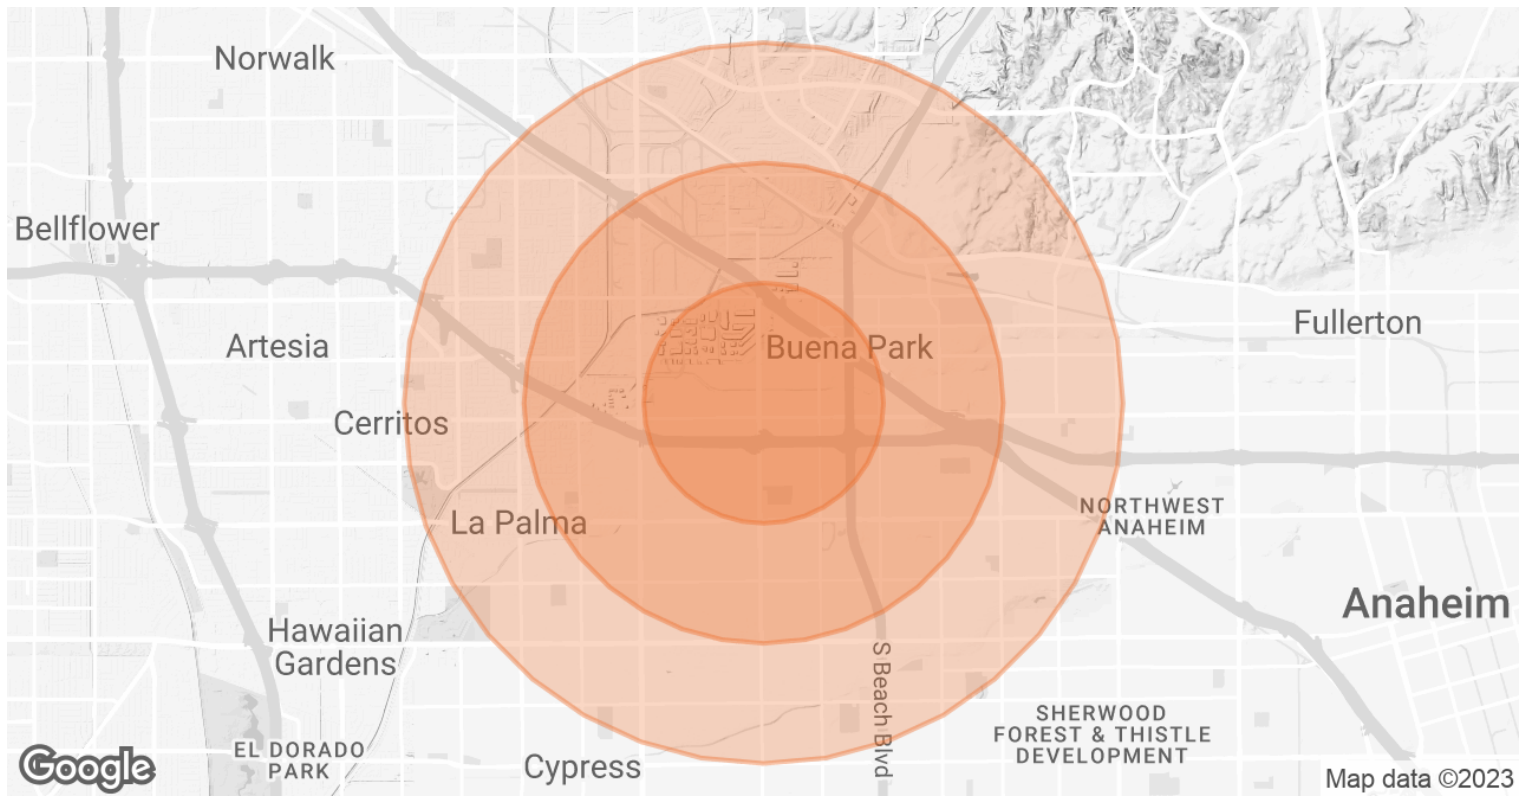 Norwalk
Bellflower
Fullerton
Artesia
Buena Park
Cerritos
La Palma
NORTHWEST
ANAHEIM
Anaheim
Hawaiian
Gardens
S Beach Blvd
SHERWOOD
FOREST & THISTLE
DEVELOPMENT
EL DORADO
PARK
Cypress
Google
Map data ©2023